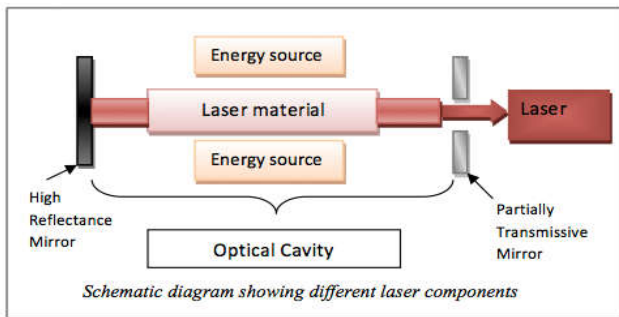 Energy source
Laser material
Laser
Energy source
High
Reflectance
Mirror
Partially
Transmissive
Mirror
Optical Cavity
Schematic diagram showing different laser components